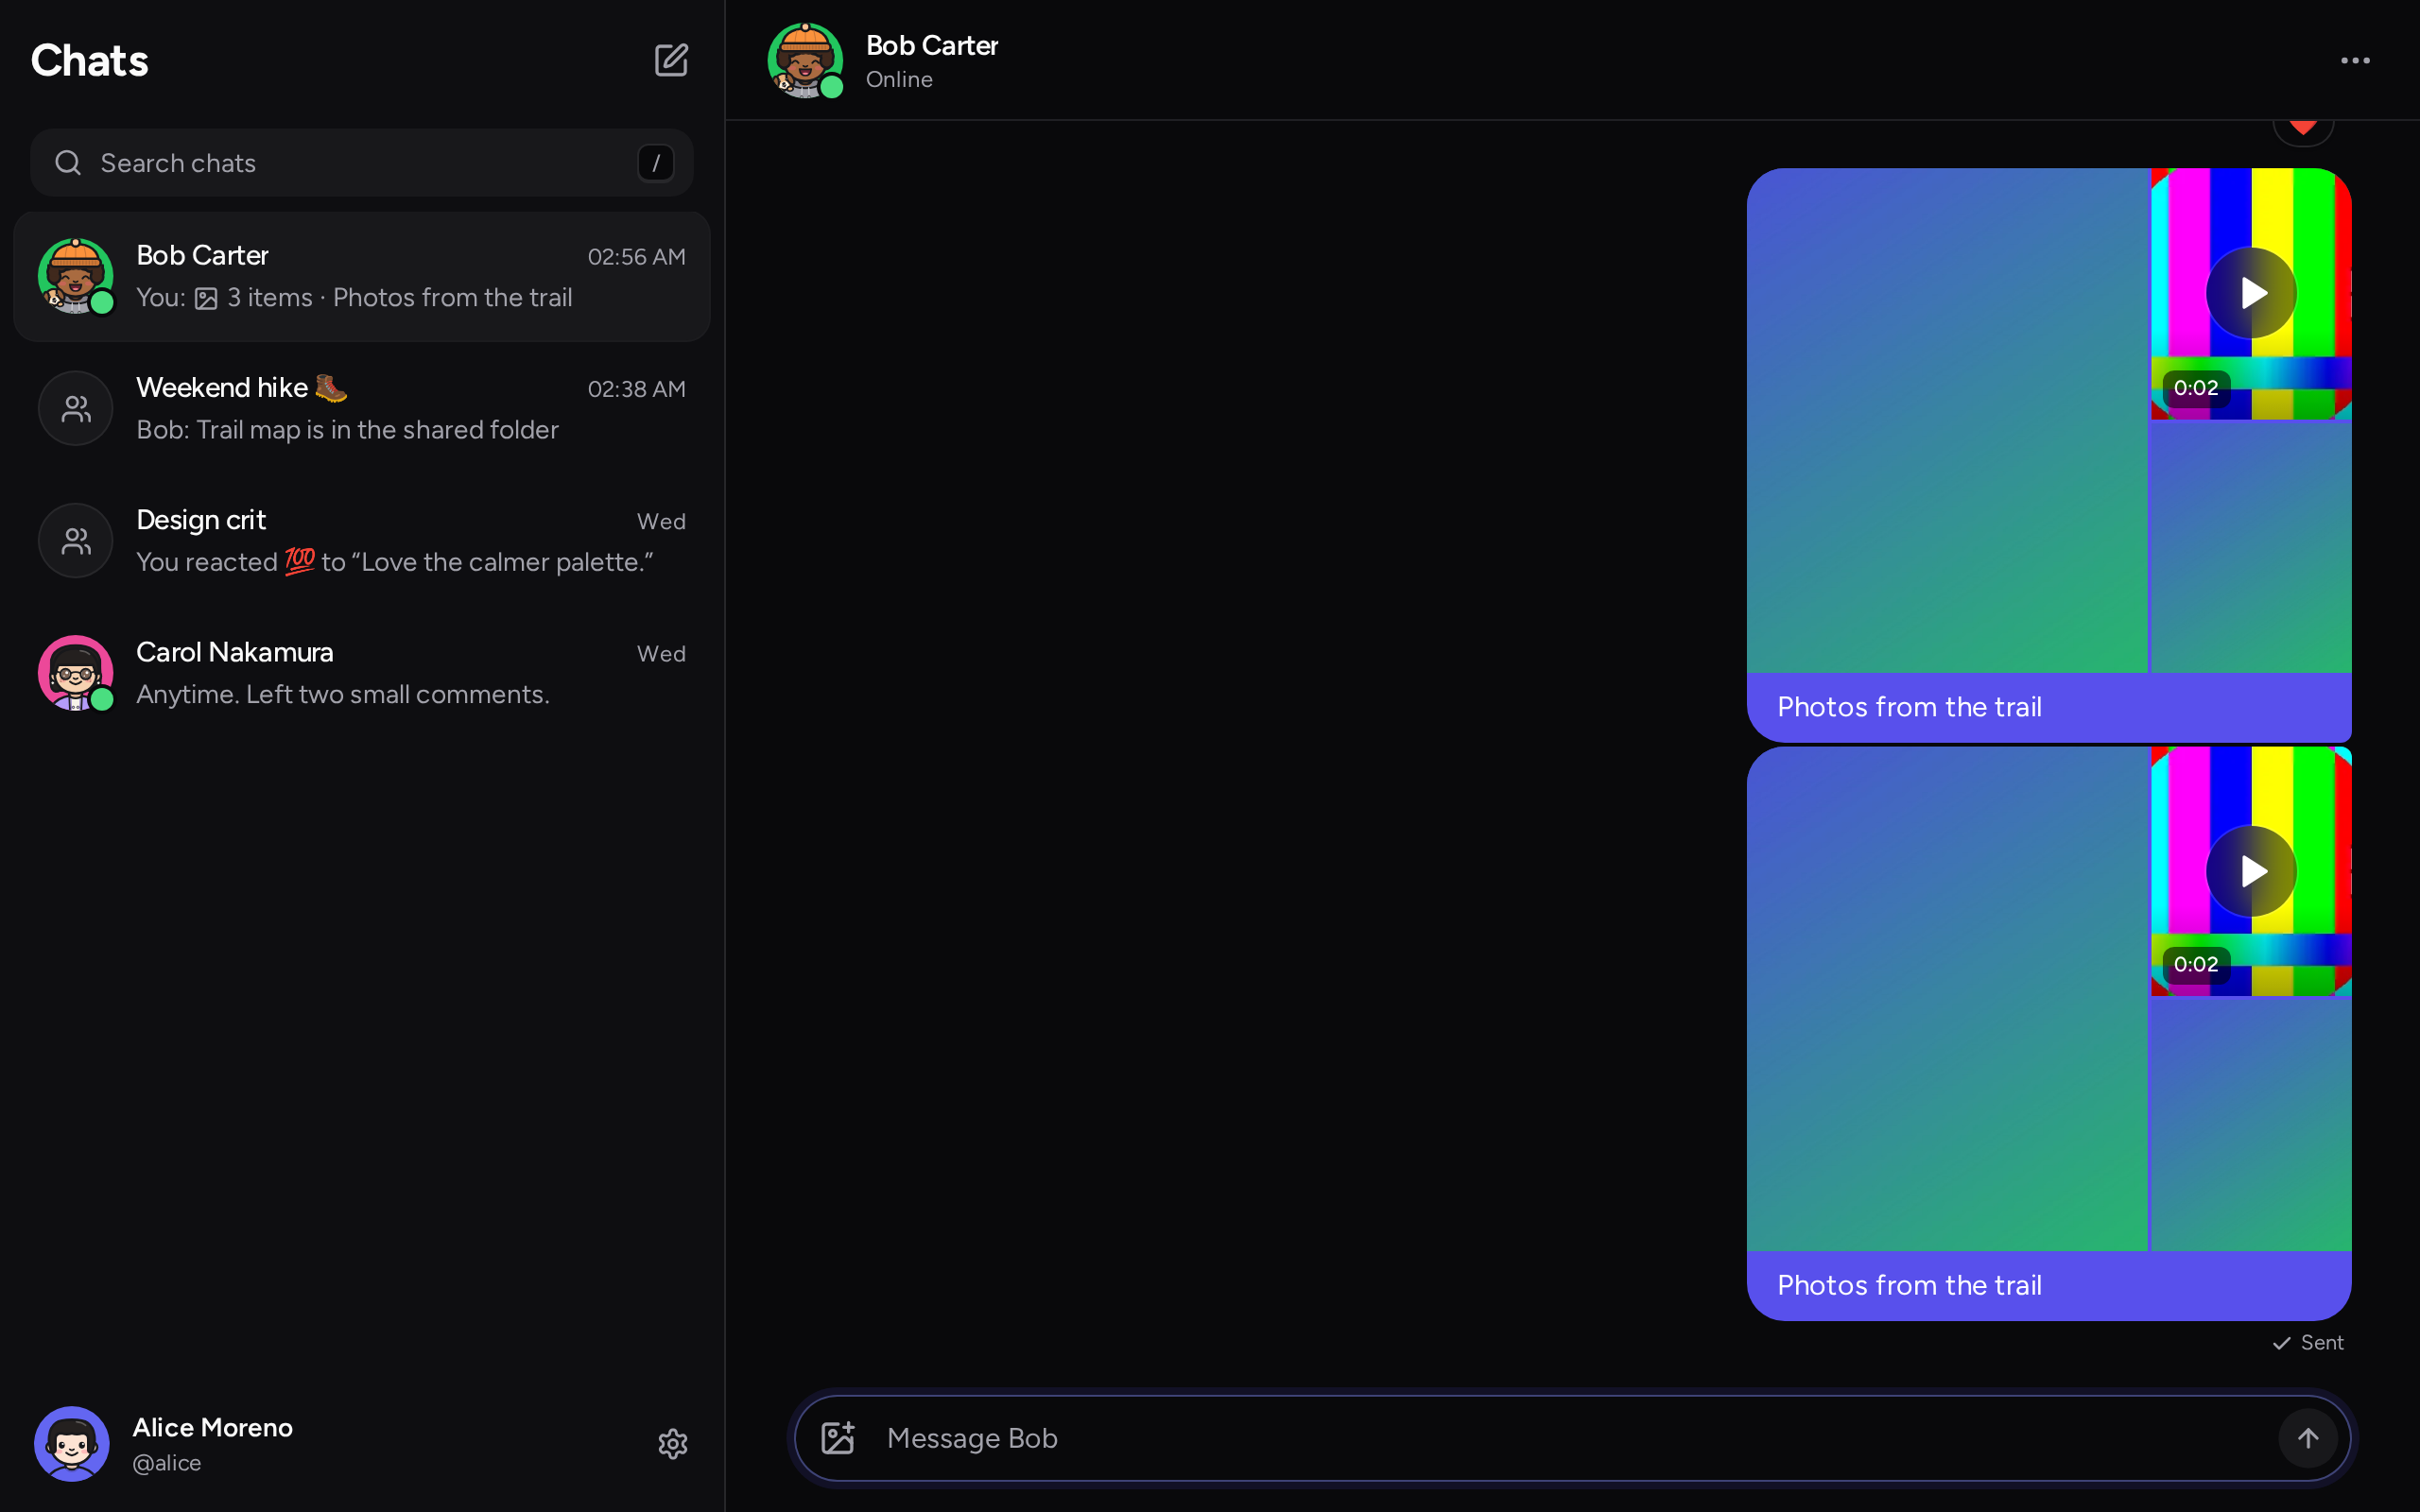 Chats
Search chats
/
Bob Carter
02:56 AM
You: 3 items · Photos from the trail
Weekend hike 🥾
02:38 AM
Bob: Trail map is in the shared folder
Design crit
Wed
You reacted 💯 to “Love the calmer palette.”
Carol Nakamura
Wed
Anytime. Left two small comments.
Alice Moreno
@alice
Bob Carter
Online
0:02
Photos from the trail
0:02
Photos from the trail
Sent
Message Bob